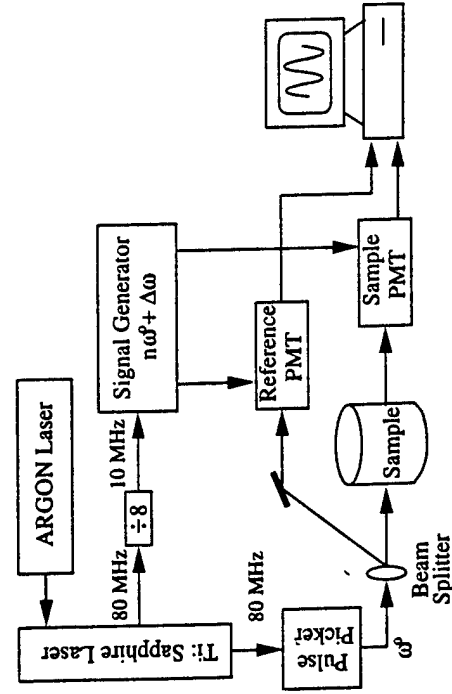 ARGON Laser
Ti: Sapphire Laser
80 MHz
÷8
10 MHz
Signal Generator
nω° + Δω
80 MHz
Pulse
Picker
ω°
Beam
Splitter
Reference
PMT
Sample
Sample
PMT